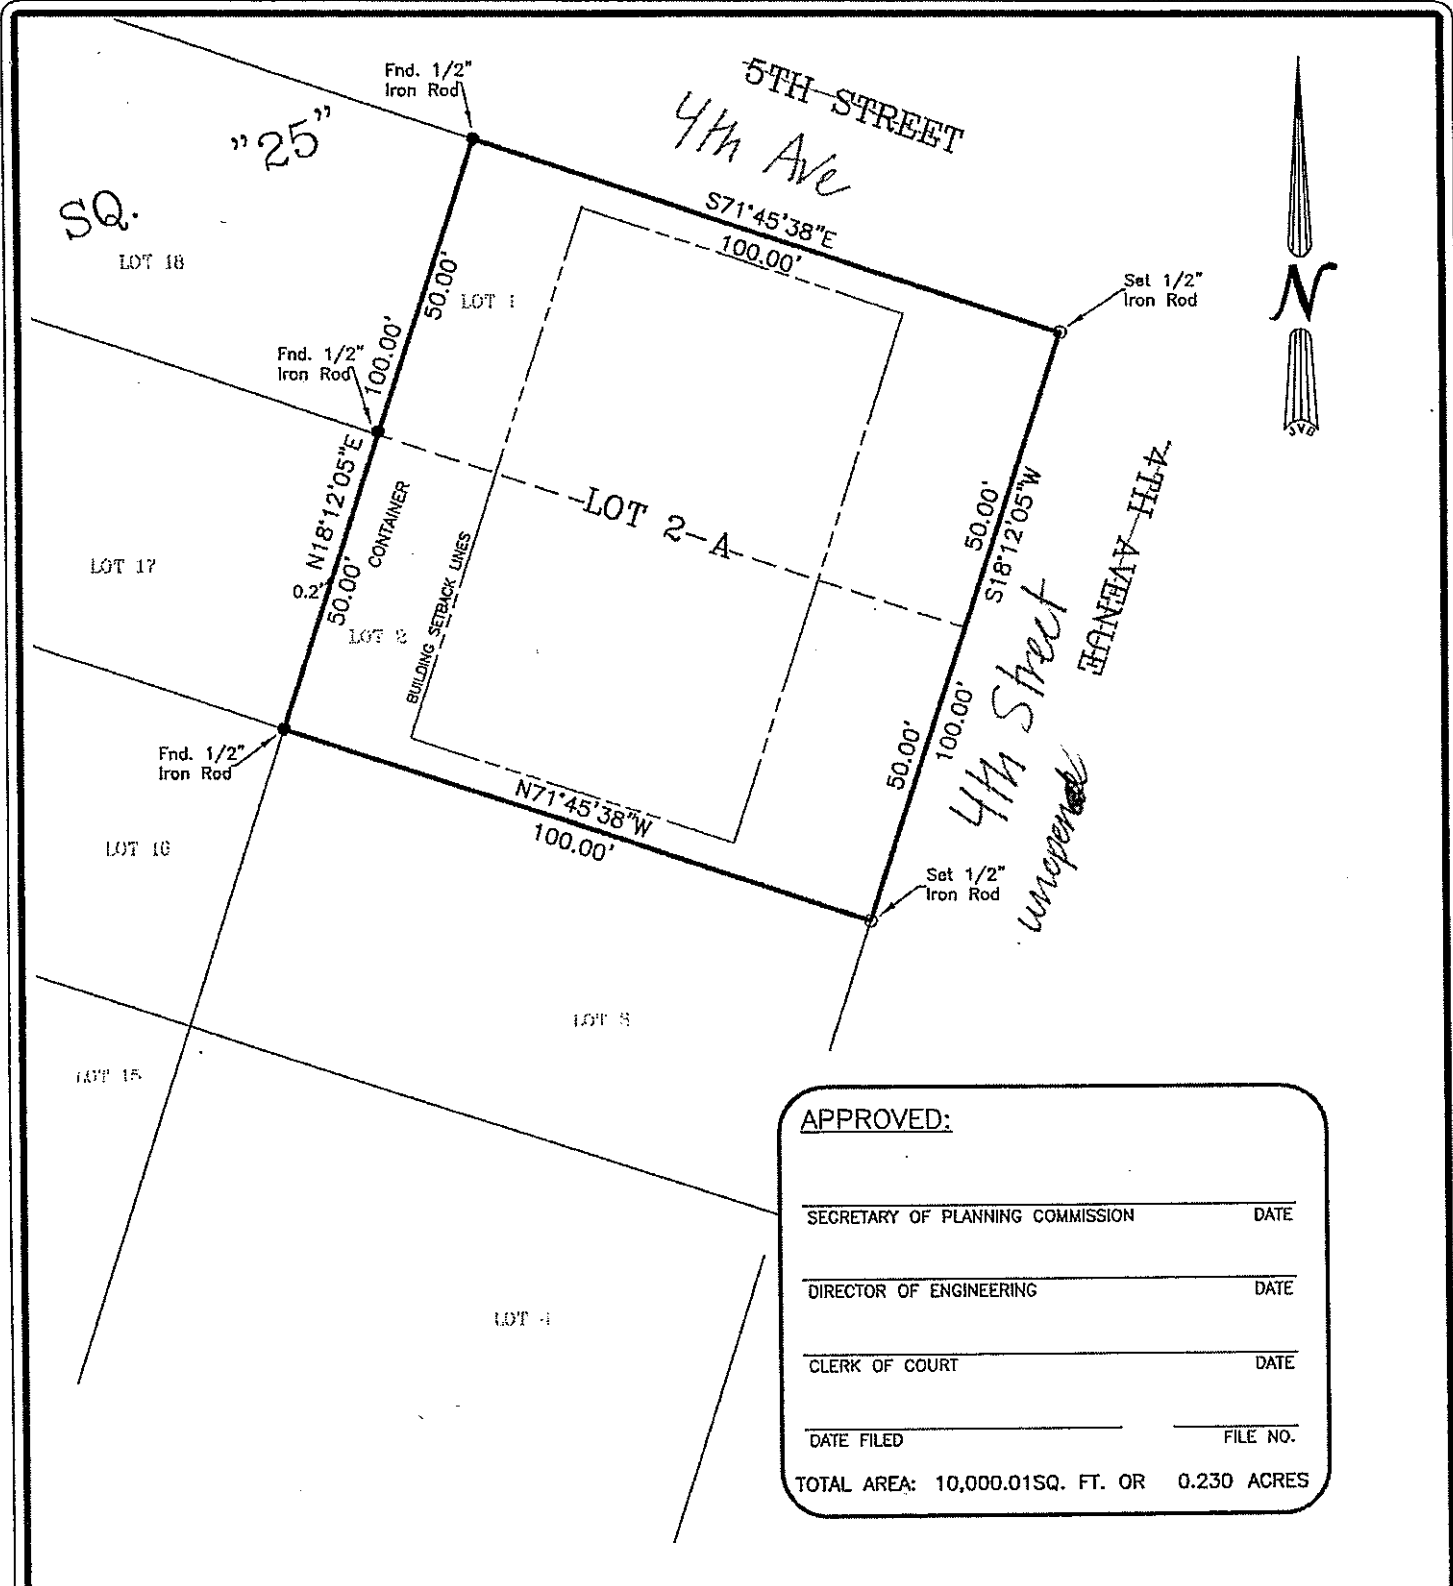 Fnd. 1/2"
Iron Rod
5TH STREET
4th Ave
"25"
SQ.
LOT 18
S71°45'38"E
100.00'
Set 1/2"
Iron Rod
N
JVB
50.00'
LOT 1
100.00'
Fnd. 1/2"
Iron Rod
N18°12'05"E
CONTAINER
LOT 2-A
50.00'
S18°12'05"W
4TH AVENUE
LOT 17
0.2'
50.00'
LOT 2
BUILDING SETBACK LINES
4th Street
unopened
100.00'
50.00'
Fnd. 1/2"
Iron Rod
N71°45'38"W
100.00'
LOT 16
Set 1/2"
Iron Rod
LOT 3
LOT 15
LOT 4
APPROVED:
SECRETARY OF PLANNING COMMISSION DATE
DIRECTOR OF ENGINEERING DATE
CLERK OF COURT DATE
DATE FILED FILE NO.
TOTAL AREA: 10,000.01SQ. FT. OR 0.230 ACRES